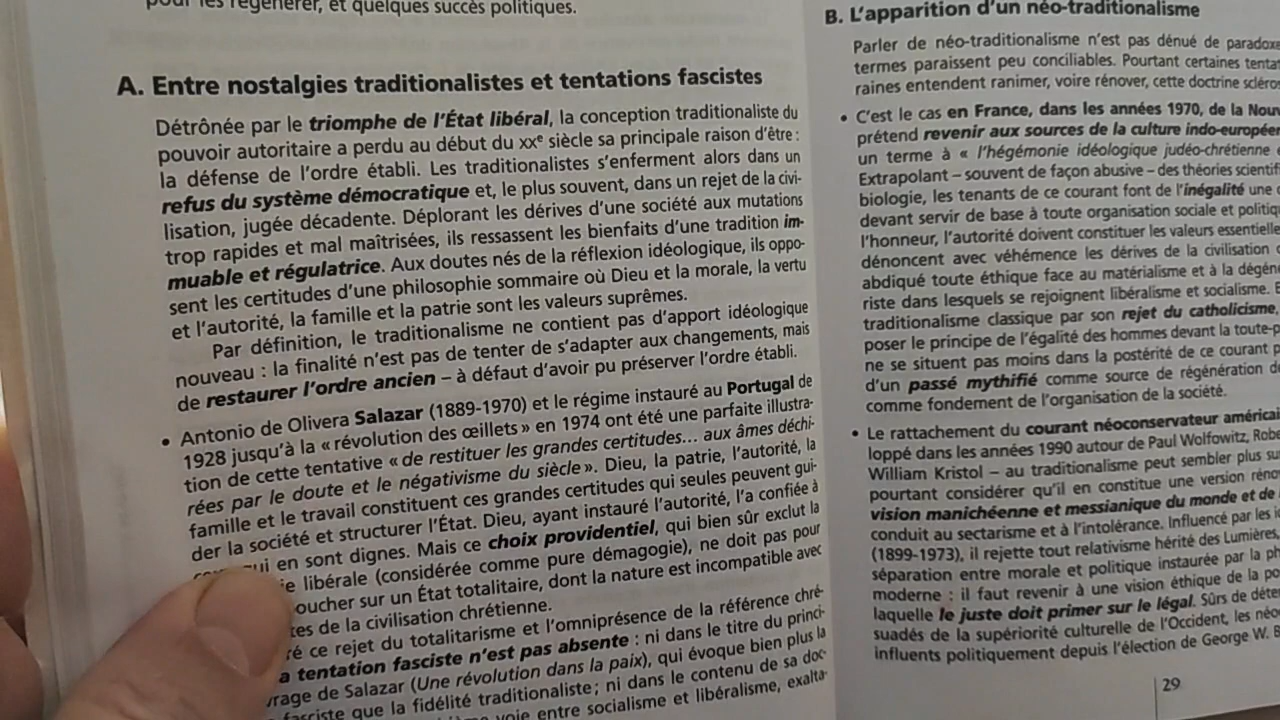 pour les régénérer, et quelques succès politiques.
A. Entre nostalgies traditionalistes et tentations fascistes
Détrônée par le triomphe de l'État libéral, la conception traditionaliste du
pouvoir autoritaire a perdu au début du XXe siècle sa principale raison d'être :
la défense de l'ordre établi. Les traditionalistes s'enferment alors dans un
refus du système démocratique et, le plus souvent, dans un rejet de la civi-
lisation, jugée décadente. Déplorant les dérives d'une société aux mutations
trop rapides et mal maîtrisées, ils ressassent les bienfaits d'une tradition im-
muable et régulatrice. Aux doutes nés de la réflexion idéologique, ils oppo-
sent les certitudes d'une philosophie sommaire où Dieu et la morale, la vertu
et l'autorité, la famille et la patrie sont les valeurs suprêmes.
Par définition, le traditionalisme ne contient pas d'apport idéologique
nouveau : la finalité n'est pas de tenter de s'adapter aux changements, mais
de restaurer l'ordre ancien – à défaut d'avoir pu préserver l'ordre établi.
• Antonio de Olivera Salazar (1889-1970) et le régime instauré au Portugal de
1928 jusqu'à la « révolution des œillets » en 1974 ont été une parfaite illustra-
tion de cette tentative « de restituer les grandes certitudes... aux âmes déchi-
rées par le doute et le négativisme du siècle ». Dieu, la patrie, l'autorité, la
famille et le travail constituent ces grandes certitudes qui seules peuvent gui-
der la société et structurer l'État. Dieu, ayant instauré l'autorité, l'a confiée à
qui en sont dignes. Mais ce choix providentiel, qui bien sûr exclut la
ie libérale (considérée comme pure démagogie), ne doit pas pour
oucher sur un État totalitaire, dont la nature est incompatible avec
tes de la civilisation chrétienne.
ré ce rejet du totalitarisme et l'omniprésence de la référence chré-
a tentation fasciste n'est pas absente : ni dans le titre du princi-
vrage de Salazar (Une révolution dans la paix), qui évoque bien plus la
fasciste que la fidélité traditionaliste ; ni dans le contenu de sa doc-
voie entre socialisme et libéralisme, exalta-
B. L'apparition d'un néo-traditionalisme
Parler de néo-traditionalisme n'est pas dénué de paradoxe
termes paraissent peu conciliables. Pourtant certaines tentat
raines entendent ranimer, voire rénover, cette doctrine scléros
• C'est le cas en France, dans les années 1970, de la Nouv
prétend revenir aux sources de la culture indo-européen
un terme à « l'hégémonie idéologique judéo-chrétienne
Extrapolant – souvent de façon abusive – des théories scientifi
biologie, les tenants de ce courant font de l'inégalité une
devant servir de base à toute organisation sociale et politiq
l'honneur, l'autorité doivent constituer les valeurs essentielle
dénoncent avec véhémence les dérives de la civilisation
abdiqué toute éthique face au matérialisme et à la dégén
riste dans lesquels se rejoignent libéralisme et socialisme.
traditionalisme classique par son rejet du catholicisme,
poser le principe de l'égalité des hommes devant la toute-p
ne se situent pas moins dans la postérité de ce courant p
d'un passé mythifié comme source de régénération de
comme fondement de l'organisation de la société.
• Le rattachement du courant néoconservateur américai
loppé dans les années 1990 autour de Paul Wolfowitz, Robe
William Kristol – au traditionalisme peut sembler plus su
pourtant considérer qu'il en constitue une version réno
vision manichéenne et messianique du monde et de
conduit au sectarisme et à l'intolérance. Influencé par les i
(1899-1973), il rejette tout relativisme hérité des Lumières,
séparation entre morale et politique instaurée par la ph
moderne : il faut revenir à une vision éthique de la po
laquelle le juste doit primer sur le légal. Sûrs de déte
suadés de la supériorité culturelle de l'Occident, les néo
influents politiquement depuis l'élection de George W. B
29